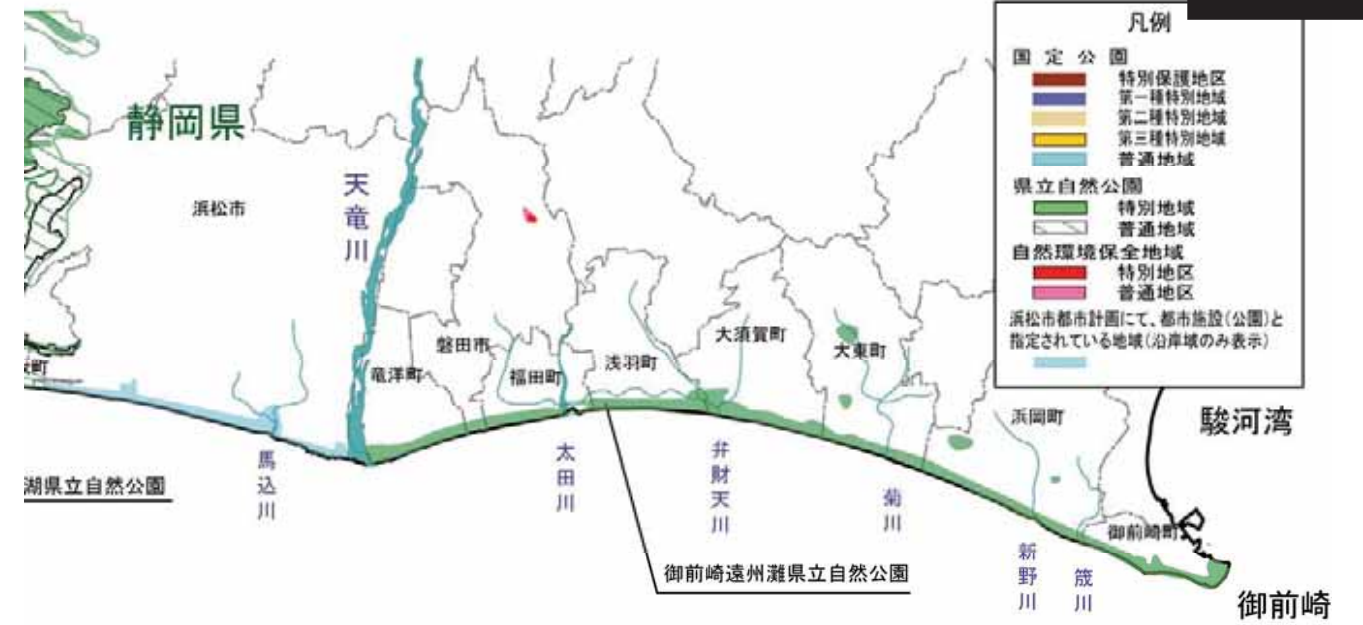 凡例
国定公園
特別保護地区
第一種特別地域
第二種特別地域
第三種特別地域
普通地域
県立自然公園
特別地域
普通地域
自然環境保全地域
特別地区
普通地区
浜松市都市計画にて、都市施設(公園)と
指定されている地域(沿岸域のみ表示)
静岡県
天竜川
浜松市
磐田市
竜洋町
福田町
浅羽町
大須賀町
大東町
浜岡町
御前崎町
駿河湾
町
馬込川
太田川
弁財天川
菊川
新野川
筬川
湖県立自然公園
御前崎遠州灘県立自然公園
御前崎